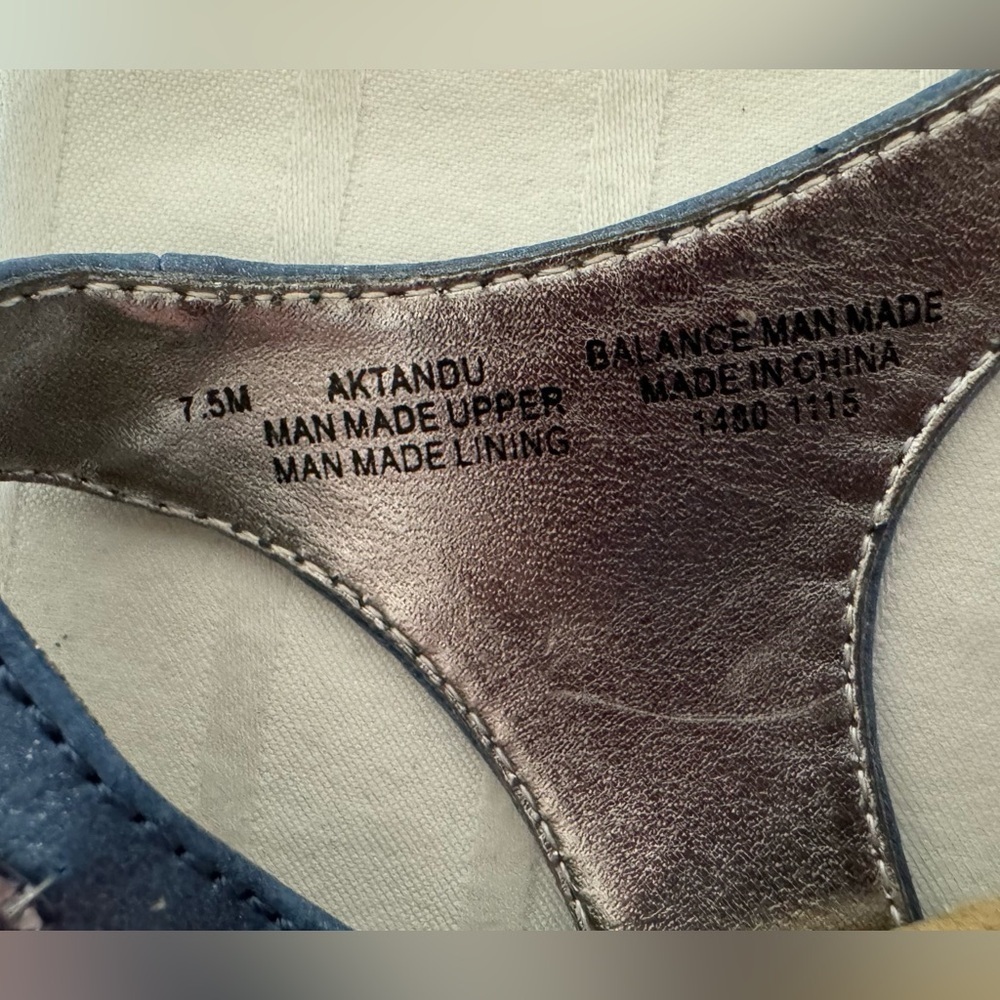 7.5M
AKTANDU
MAN MADE UPPER
MAN MADE LINING
BALANCE MAN MADE
MADE IN CHINA
1480 1115